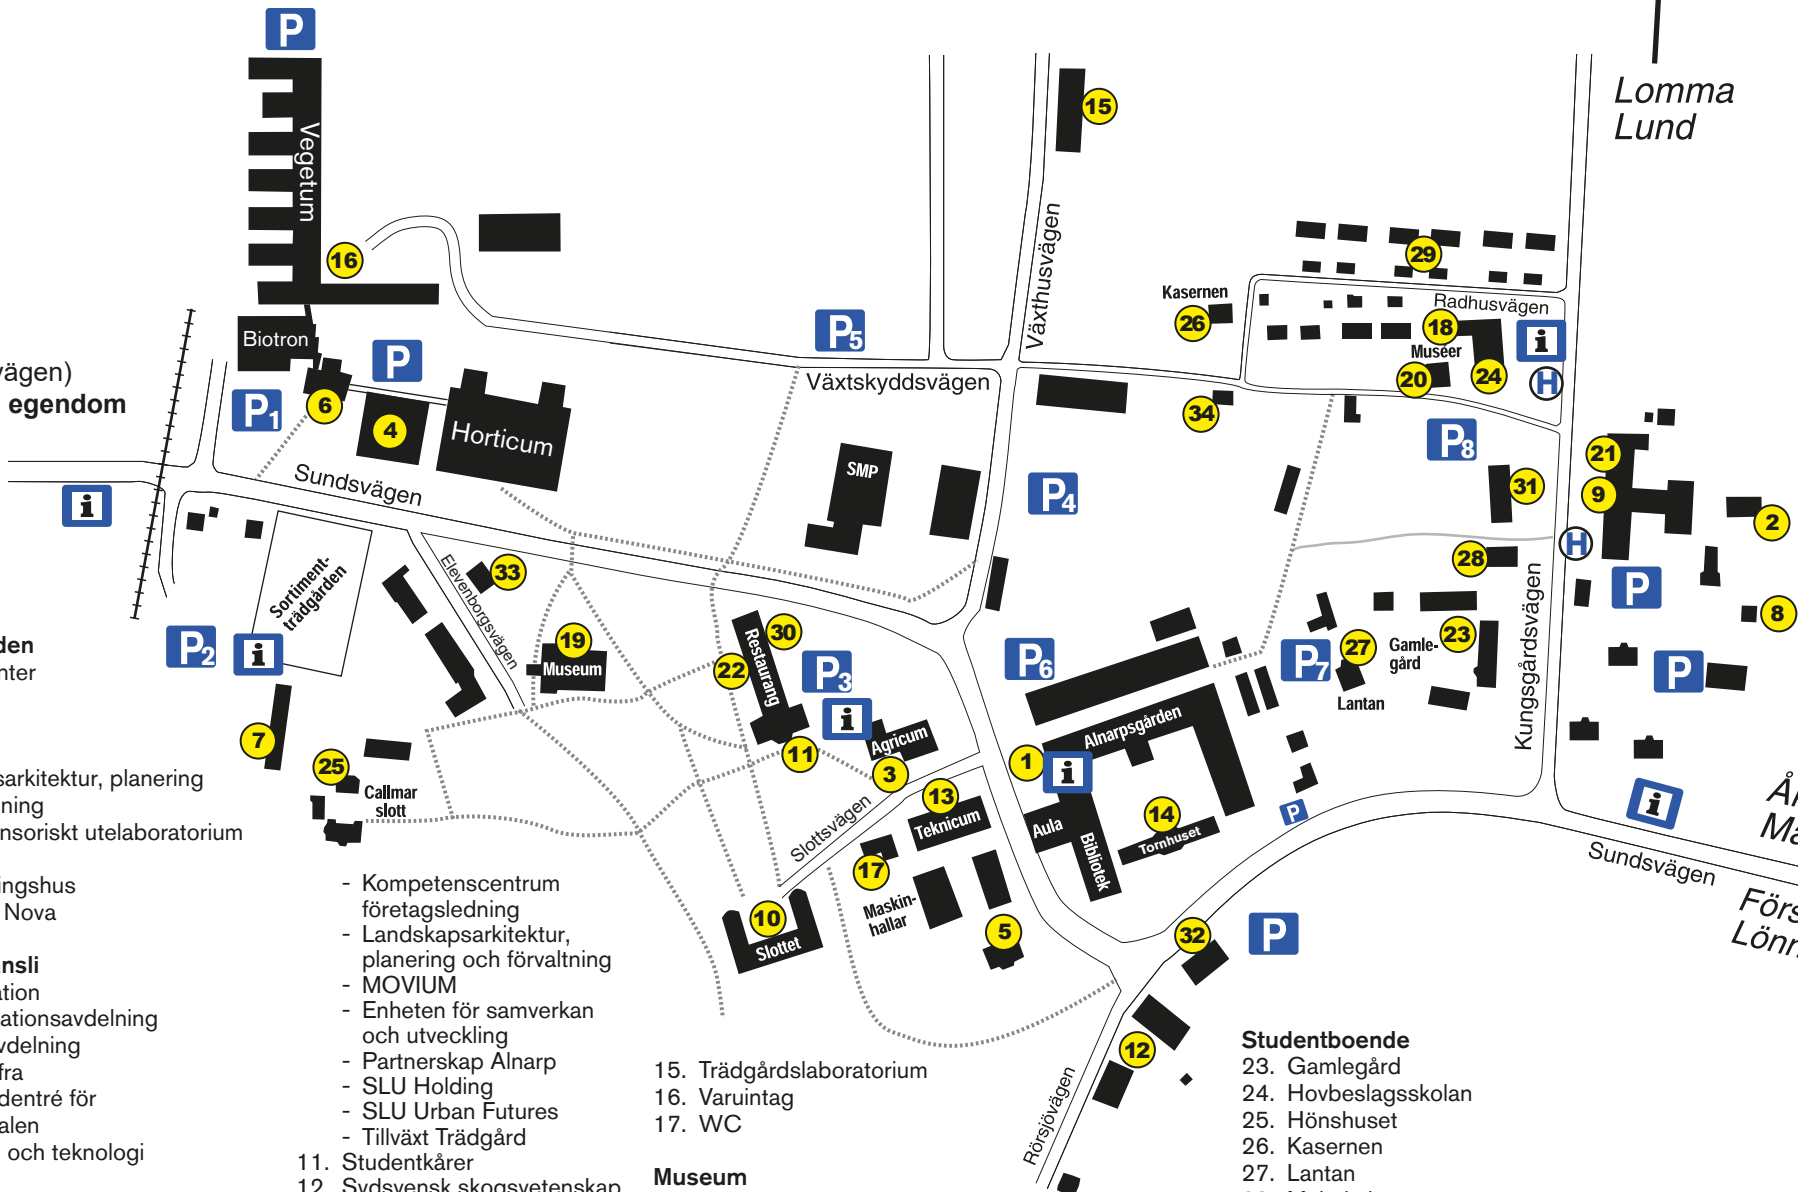 P
Lomma
Lund
15
Vegetum
16
Växthusvägen
29
Kasernen
26
Radhusvägen
18
i
Muséer
20
24
H
Biotron
P
P5
vägen)
egendom
P1
6
4
Horticum
Växtskyddsvägen
34
P8
21
9
2
Sundsvägen
SMP
P4
31
i
H
28
P
8
Sortiment-
trädgården
Elevenborgsvägen
33
P2
i
19
Museum
30
Restaurang
22
P3
i
P6
P7
27
Lantan
Gamle-
gård
23
Kungsgårdsvägen
P
den
nter
7
25
Callmar
slott
11
Agricum
3
1
i
Alnarpsgården
i
13
Teknicum
Slottsvägen
Aula
Bibliotek
14
Tornhuset
P
17
Maskin-
hallar
10
Slottet
5
32
P
Sundsvägen
12
Rörsjövägen
sarkitektur, planering
ning
nsoriskt utelaboratorium
ingshus
Nova
nsli
ation
ationsavdelning
vdelning
fra
dentré för
alen
och teknologi
- Kompetenscentrum
företagsledning
- Landskapsarkitektur,
planering och förvaltning
- MOVIUM
- Enheten för samverkan
och utveckling
- Partnerskap Alnarp
- SLU Holding
- SLU Urban Futures
- Tillväxt Trädgård
11. Studentkårer
12. Sydsvensk skogsvetenskap
15. Trädgårdslaboratorium
16. Varuintag
17. WC
Museum
Studentboende
23. Gamlegård
24. Hovbeslagsskolan
25. Hönshuset
26. Kasernen
27. Lantan